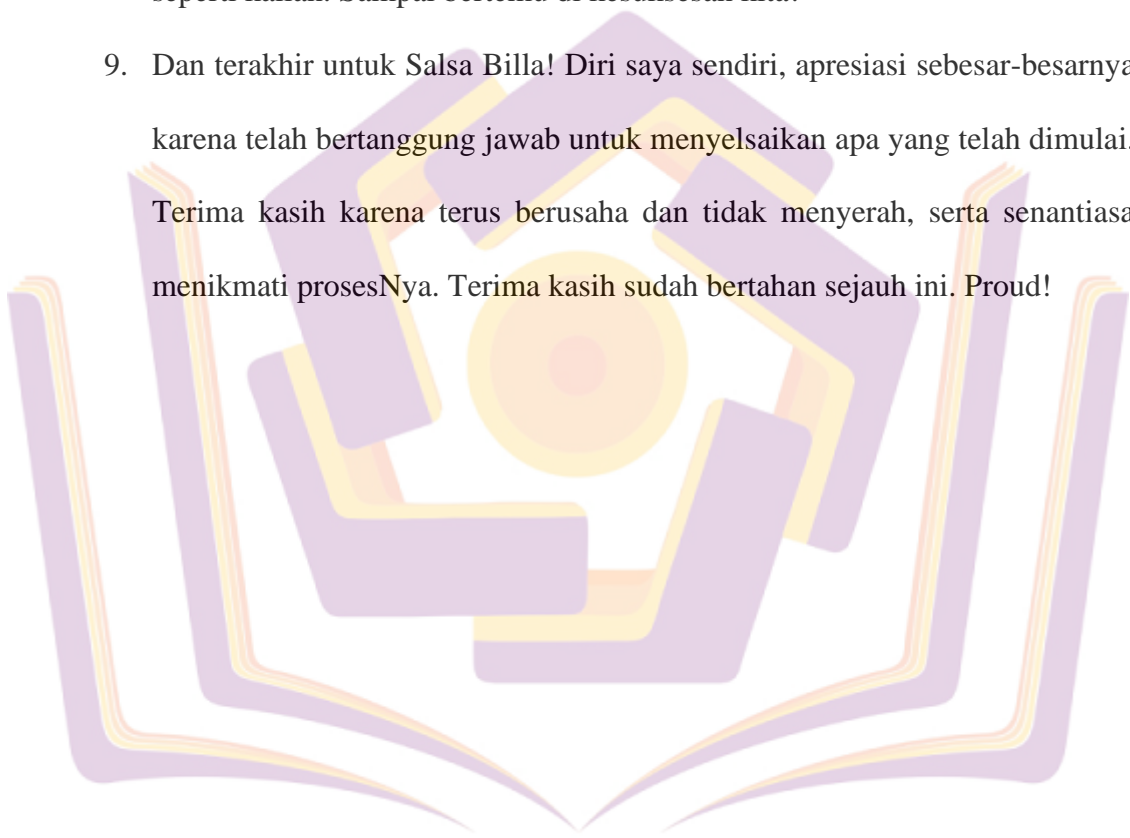 9. Dan terakhir untuk Salsa Billa! Diri saya sendiri, apresiasi sebesar-besarnya
karena telah bertanggung jawab untuk menyelsaikan apa yang telah dimulai.
Terima kasih karena terus berusaha dan tidak menyerah, serta senantiasa
menikmati prosesNya. Terima kasih sudah bertahan sejauh ini. Proud!